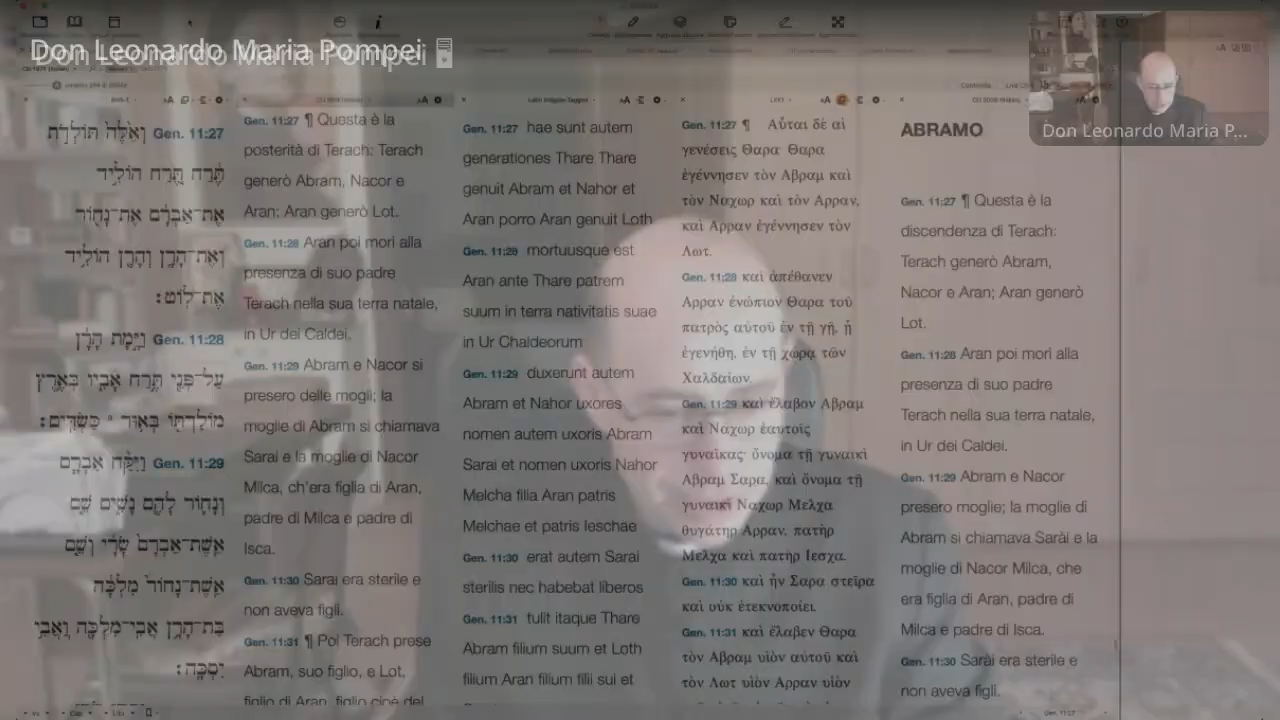 Don Leonardo Maria Pompei
Don Leonardo Maria P...
Gen. 11:27 וְאֵ֙לֶּה֙ תּוֹלְדֹ֣ת
תֶּ֔רַח תֶּ֚רַח הוֹלִ֣יד
אֶת־אַבְרָ֔ם אֶת־נָח֖וֹר
וְאֶת־הָרָ֑ן וְהָרָ֖ן הוֹלִ֥יד
אֶת־לֽוֹט׃
Gen. 11:28 וַיָּ֣מָת הָרָ֔ן
עַל־פְּנֵ֖י תֶּ֣רַח אָבִ֑יו בְּאֶ֥רֶץ
מוֹלַדְתּ֖וֹ בְּא֥וּר כַּשְׂדִּֽים׃
Gen. 11:29 וַיִּקַּ֨ח אַבְרָ֧ם
וְנָח֛וֹר לָהֶ֖ם נָשִׁ֑ים שֵׁ֤ם
אֵֽשֶׁת־אַבְרָם֙ שָׂרָ֔י וְשֵׁ֤ם
אֵֽשֶׁת־נָחוֹר֙ מִלְכָּ֔ה
בַּת־הָרָ֥ן אֲבִֽי־מִלְכָּ֖ה וַֽאֲבִ֥י
יִסְכָּֽה׃
Gen. 11:27 ¶ Questa è la
posterità di Terach: Terach
generò Abram, Nacor e
Aran; Aran generò Lot.
Gen. 11:28 Aran poi morì alla
presenza di suo padre
Terach nella sua terra natale,
in Ur dei Caldei.
Gen. 11:29 Abram e Nacor si
presero delle mogli; la
moglie di Abram si chiamava
Sarai e la moglie di Nacor
Milca, ch'era figlia di Aran,
padre di Milca e padre di
Isca.
Gen. 11:30 Sarai era sterile e
non aveva figli.
Gen. 11:31 ¶ Poi Terach prese
Abram, suo figlio, e Lot,
figlio di Aran, figlio cioè del
Gen. 11:27 hae sunt autem
generationes Thare Thare
genuit Abram et Nahor et
Aran porro Aran genuit Loth
Gen. 11:28 mortuusque est
Aran ante Thare patrem
suum in terra nativitatis suae
in Ur Chaldeorum
Gen. 11:29 duxerunt autem
Abram et Nahor uxores
nomen autem uxoris Abram
Sarai et nomen uxoris Nahor
Melcha filia Aran patris
Melchae et patris Ieschae
Gen. 11:30 erat autem Sarai
sterilis nec habebat liberos
Gen. 11:31 tulit itaque Thare
Abram filium suum et Loth
filium Aran filium filii sui et
Gen. 11:27 ¶ Αὗται δὲ αἱ
γενέσεις Θαρα· Θαρα
ἐγέννησεν τὸν Αβραμ καὶ
τὸν Ναχωρ καὶ τὸν Αρραν,
καὶ Αρραν ἐγέννησεν τὸν
Λωτ.
Gen. 11:28 καὶ ἀπέθανεν
Αρραν ἐνώπιον Θαρα τοῦ
πατρὸς αὐτοῦ ἐν τῇ γῇ, ᾗ
ἐγενήθη, ἐν τῇ χώρᾳ τῶν
Χαλδαίων.
Gen. 11:29 καὶ ἔλαβον Αβραμ
καὶ Ναχωρ ἑαυτοῖς
γυναῖκας· ὄνομα τῇ γυναικὶ
Αβραμ Σαρα, καὶ ὄνομα τῇ
γυναικὶ Ναχωρ Μελχα
θυγάτηρ Αρραν, πατὴρ
Μελχα καὶ πατὴρ Ιεσχα.
Gen. 11:30 καὶ ἦν Σαρα στεῖρα
καὶ οὐκ ἐτεκνοποίει.
Gen. 11:31 καὶ ἔλαβεν Θαρα
τὸν Αβραμ υἱὸν αὐτοῦ καὶ
τὸν Λωτ υἱὸν Αρραν υἱὸν
ABRAMO
Gen. 11:27 ¶ Questa è la
discendenza di Terach:
Terach generò Abram,
Nacor e Aran; Aran generò
Lot.
Gen. 11:28 Aran poi morì alla
presenza di suo padre
Terach nella sua terra natale,
in Ur dei Caldei.
Gen. 11:29 Abram e Nacor
presero moglie; la moglie di
Abram si chiamava Saràì e la
moglie di Nacor Milca, che
era figlia di Aran, padre di
Milca e padre di Isca.
Gen. 11:30 Saràì era sterile e
non aveva figli.